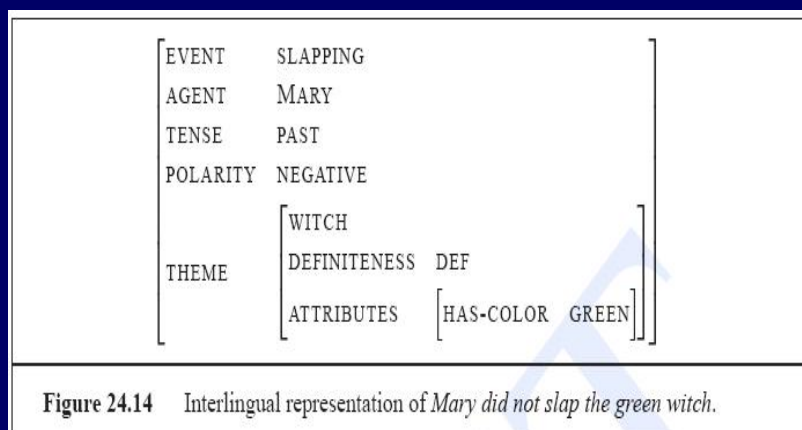 EVENT SLAPPING
AGENT MARY
TENSE PAST
POLARITY NEGATIVE
THEME
WITCH
DEFINITENESS DEF
ATTRIBUTES HAS-COLOR GREEN
Figure 24.14 Interlingual representation of Mary did not slap the green witch.